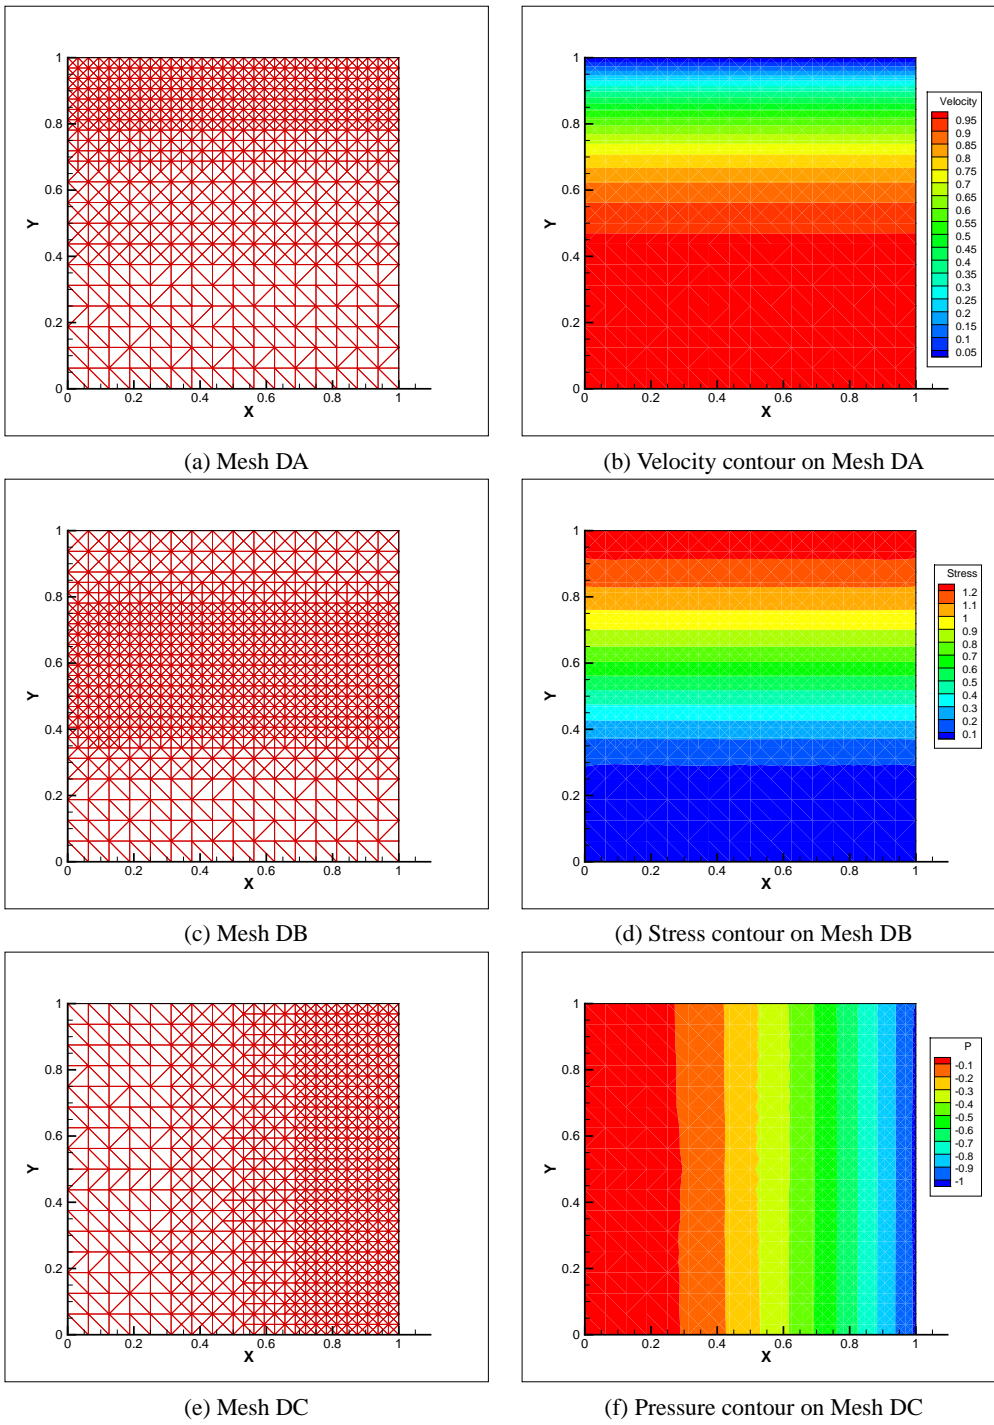 1
0.8
0.6
Y
0.4
0.2
0
0 0.2 0.4 0.6 0.8 1
X
(a) Mesh DA
1
0.8
0.6
Y
0.4
0.2
0
0 0.2 0.4 0.6 0.8 1
X
Velocity
0.95
0.9
0.85
0.8
0.75
0.7
0.65
0.6
0.55
0.5
0.45
0.4
0.35
0.3
0.25
0.2
0.15
0.1
0.05
(b) Velocity contour on Mesh DA
1
0.8
0.6
Y
0.4
0.2
0
0 0.2 0.4 0.6 0.8 1
X
(c) Mesh DB
1
0.8
0.6
Y
0.4
0.2
0
0 0.2 0.4 0.6 0.8 1
X
Stress
1.2
1.1
1
0.9
0.8
0.7
0.6
0.5
0.4
0.3
0.2
0.1
(d) Stress contour on Mesh DB
1
0.8
0.6
Y
0.4
0.2
0
0 0.2 0.4 0.6 0.8 1
X
(e) Mesh DC
1
0.8
0.6
Y
0.4
0.2
0
0 0.2 0.4 0.6 0.8 1
X
P
-0.1
-0.2
-0.3
-0.4
-0.5
-0.6
-0.7
-0.8
-0.9
-1
(f) Pressure contour on Mesh DC